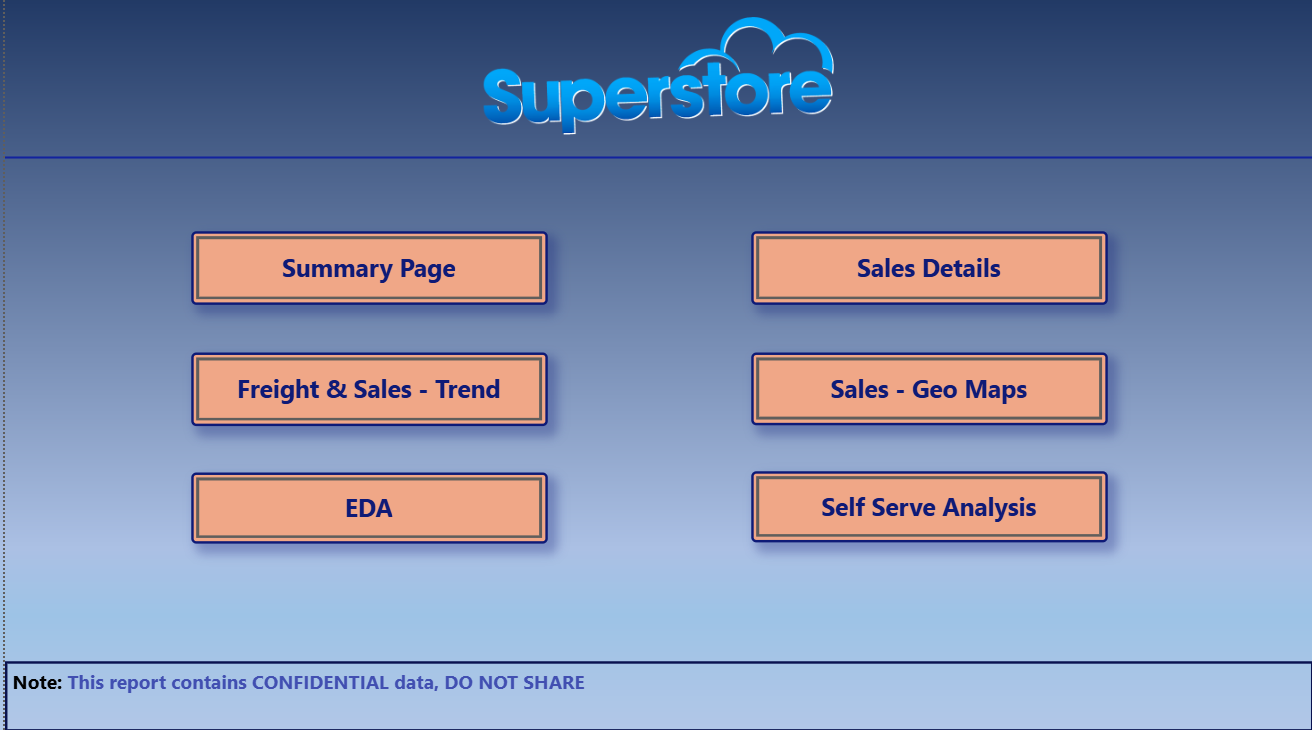 Superstore
Summary Page
Sales Details
Freight & Sales - Trend
Sales - Geo Maps
EDA
Self Serve Analysis
Note: This report contains CONFIDENTIAL data, DO NOT SHARE